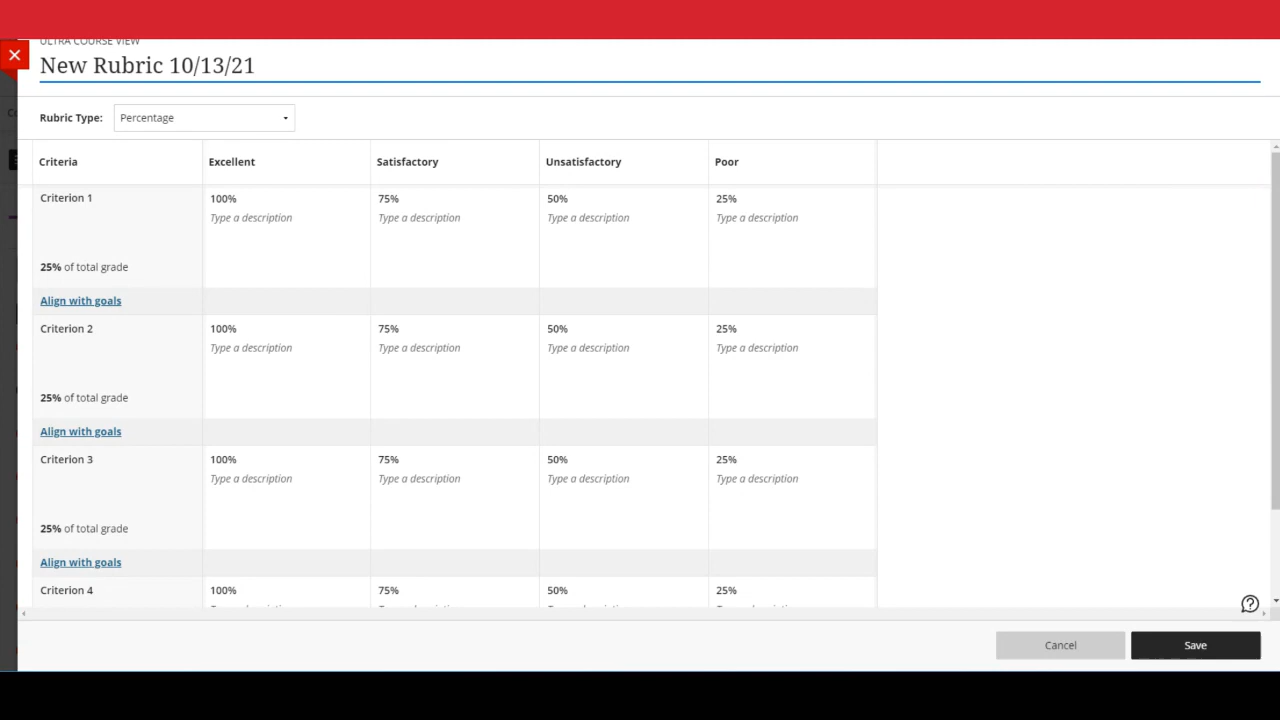 ULTRA COURSE VIEW
New Rubric 10/13/21
Rubric Type: Percentage
Criteria Excellent Satisfactory Unsatisfactory Poor
Criterion 1 100% 75% 50% 25%
Type a description Type a description Type a description Type a description
25% of total grade
Align with goals
Criterion 2 100% 75% 50% 25%
Type a description Type a description Type a description Type a description
25% of total grade
Align with goals
Criterion 3 100% 75% 50% 25%
Type a description Type a description Type a description Type a description
25% of total grade
Align with goals
Criterion 4 100% 75% 50% 25%
Cancel Save